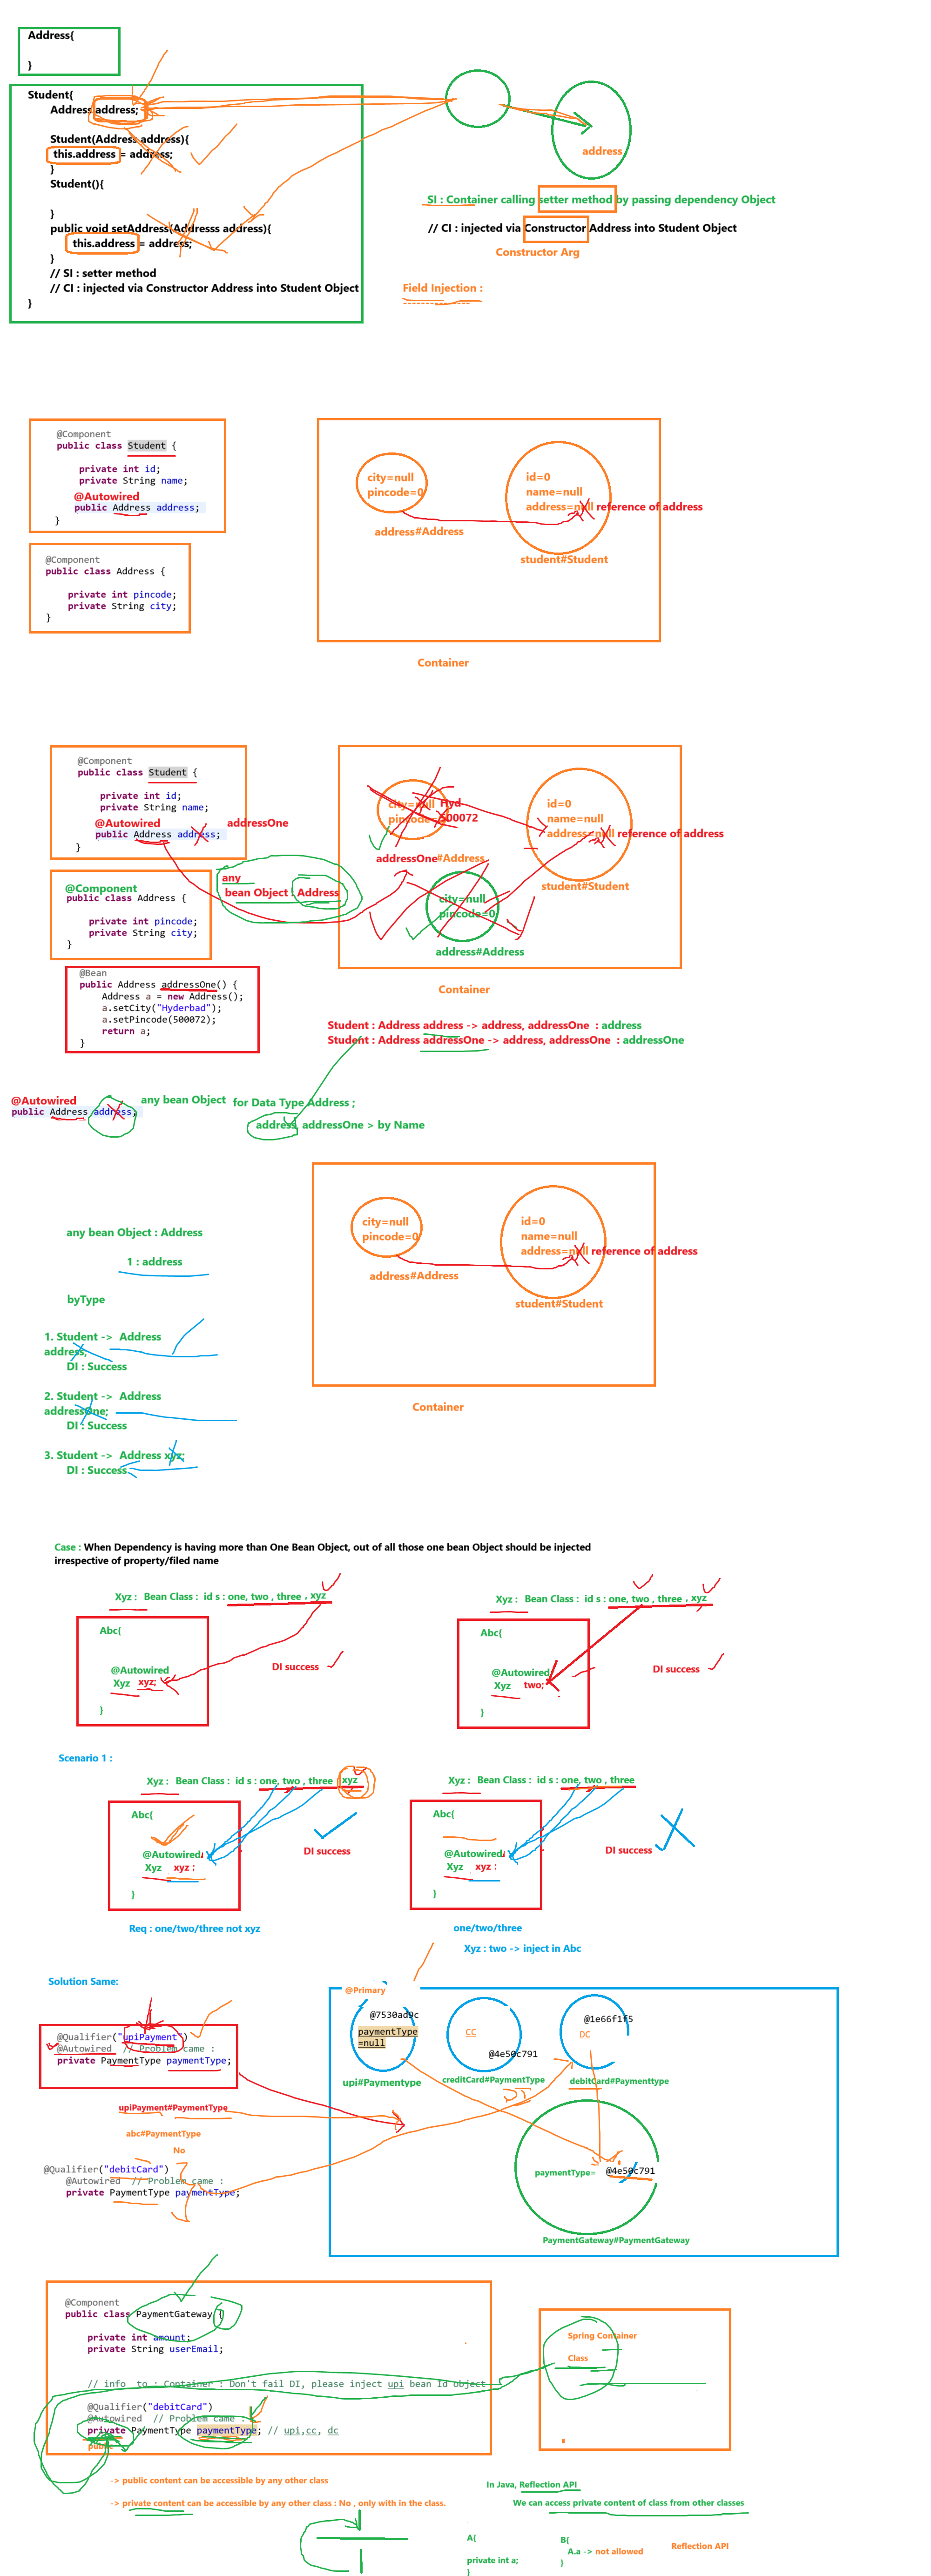 Address{
}
Student{
Address address;
Student(Address address){
this.address = address;
}
Student(){
}
public void setAddress(Addresss address){
this.address = address;
}
// SI : setter method
// CI : injected via Constructor Address into Student Object
}
address
SI : Container calling setter method by passing dependency Object
// CI : injected via Constructor Address into Student Object
Constructor Arg
Field Injection :
----------------
@Component
public class Student {
private int id;
private String name;
@Autowired
public Address address;
}
@Component
public class Address {
private int pincode;
private String city;
}
city=null
pincode=0
address#Address
id=0
name=null
address=null reference of address
student#Student
Container
@Component
public class Student {
private int id;
private String name;
@Autowired addressOne
public Address address;
}
@Component
public class Address {
private int pincode;
private String city;
}
any
bean Object : Address
@Bean
public Address addressOne() {
Address a = new Address();
a.setCity("Hyderbad");
a.setPincode(500072);
return a;
}
city=null Hyd
pincode= 500072
addressOne#Address
city=null
pincode=0
address#Address
id=0
name=null
address=null reference of address
student#Student
Container
Student : Address address -> address, addressOne : address
Student : Address addressOne -> address, addressOne : addressOne
@Autowired
public Address address;
any bean Object for Data Type Address ;
address, addressOne > by Name
any bean Object : Address
1 : address
byType
1. Student -> Address
address;
DI : Success
2. Student -> Address
addressOne;
DI : Success
3. Student -> Address xyz;
DI : Success
city=null
pincode=0
address#Address
id=0
name=null
address=null reference of address
student#Student
Container
Case : When Dependency is having more than One Bean Object, out of all those one bean Object should be injected
irrespective of property/filed name
Xyz : Bean Class : id s : one, two , three , xyz
Abc{
@Autowired
Xyz xyz;
}
DI success
Xyz : Bean Class : id s : one, two , three , xyz
Abc{
@Autowired
Xyz two;
}
DI success
Scenario 1 :
Xyz : Bean Class : id s : one, two , three , xyz
Abc{
@Autowired
Xyz xyz ;
}
DI success
Req : one/two/three not xyz
Xyz : Bean Class : id s : one, two , three
Abc{
@Autowired
Xyz xyz ;
}
DI success
one/two/three
Xyz : two -> inject in Abc
Solution Same:
@Qualifier("upiPayment")
@Autowired // Problem came :
private PaymentType paymentType;
upiPayment#PaymentType
abc#PaymentType
No
@Qualifier("debitCard")
@Autowired // Problem came :
private PaymentType paymentType;
@Primary
@7530ad9c
paymentType
=null
upi#Paymentype
CC
@4e50c791
creditCard#PaymentType
DI
@1e66f1f5
DC
debitCard#Paymenttype
paymentType= @4e50c791
PaymentGateway#PaymentGateway
@Component
public class PaymentGateway {
private int amount;
private String userEmail;
// info to : Container : Don't fail DI, please inject upi bean Id object
@Qualifier("debitCard")
@Autowired // Problem came :
private PaymentType paymentType; // upi,cc, dc
public
Spring Container
Class
-> public content can be accessible by any other class
-> private content can be accessible by any other class : No , only with in the class.
In Java, Reflection API
We can access private content of class from other classes
A{
private int a;
}
B{
A.a -> not allowed
}
Reflection API